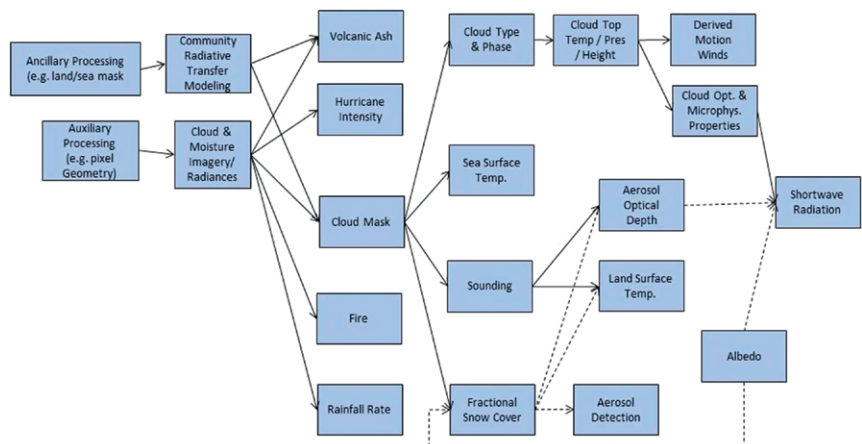 Ancillary Processing
(e.g. land/sea mask
Community
Radiative
Transfer
Modeling
Auxiliary
Processing
(e.g. pixel
Geometry)
Cloud &
Moisture
Imagery/
Radiances
Volcanic Ash
Hurricane
Intensity
Cloud Mask
Fire
Rainfall Rate
Cloud Type
& Phase
Sea Surface
Temp.
Sounding
Fractional
Snow Cover
Cloud Top
Temp / Pres
/ Height
Aerosol
Optical
Depth
Land Surface
Temp.
Aerosol
Detection
Derived
Motion
Winds
Cloud Opt. &
Microphys.
Properties
Shortwave
Radiation
Albedo